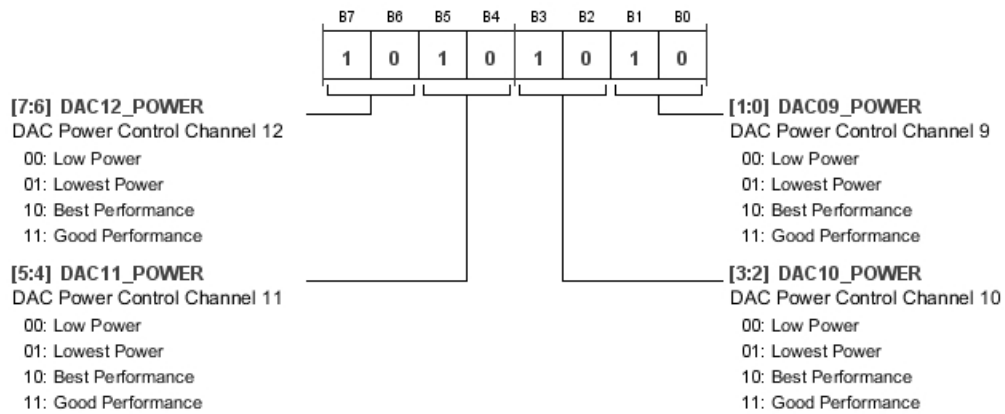 B7 B6 B5 B4 B3 B2 B1 B0
1 0 1 0 1 0 1 0
[7:6] DAC12_POWER
DAC Power Control Channel 12
00: Low Power
01: Lowest Power
10: Best Performance
11: Good Performance
[5:4] DAC11_POWER
DAC Power Control Channel 11
00: Low Power
01: Lowest Power
10: Best Performance
11: Good Performance
[1:0] DAC09_POWER
DAC Power Control Channel 9
00: Low Power
01: Lowest Power
10: Best Performance
11: Good Performance
[3:2] DAC10_POWER
DAC Power Control Channel 10
00: Low Power
01: Lowest Power
10: Best Performance
11: Good Performance